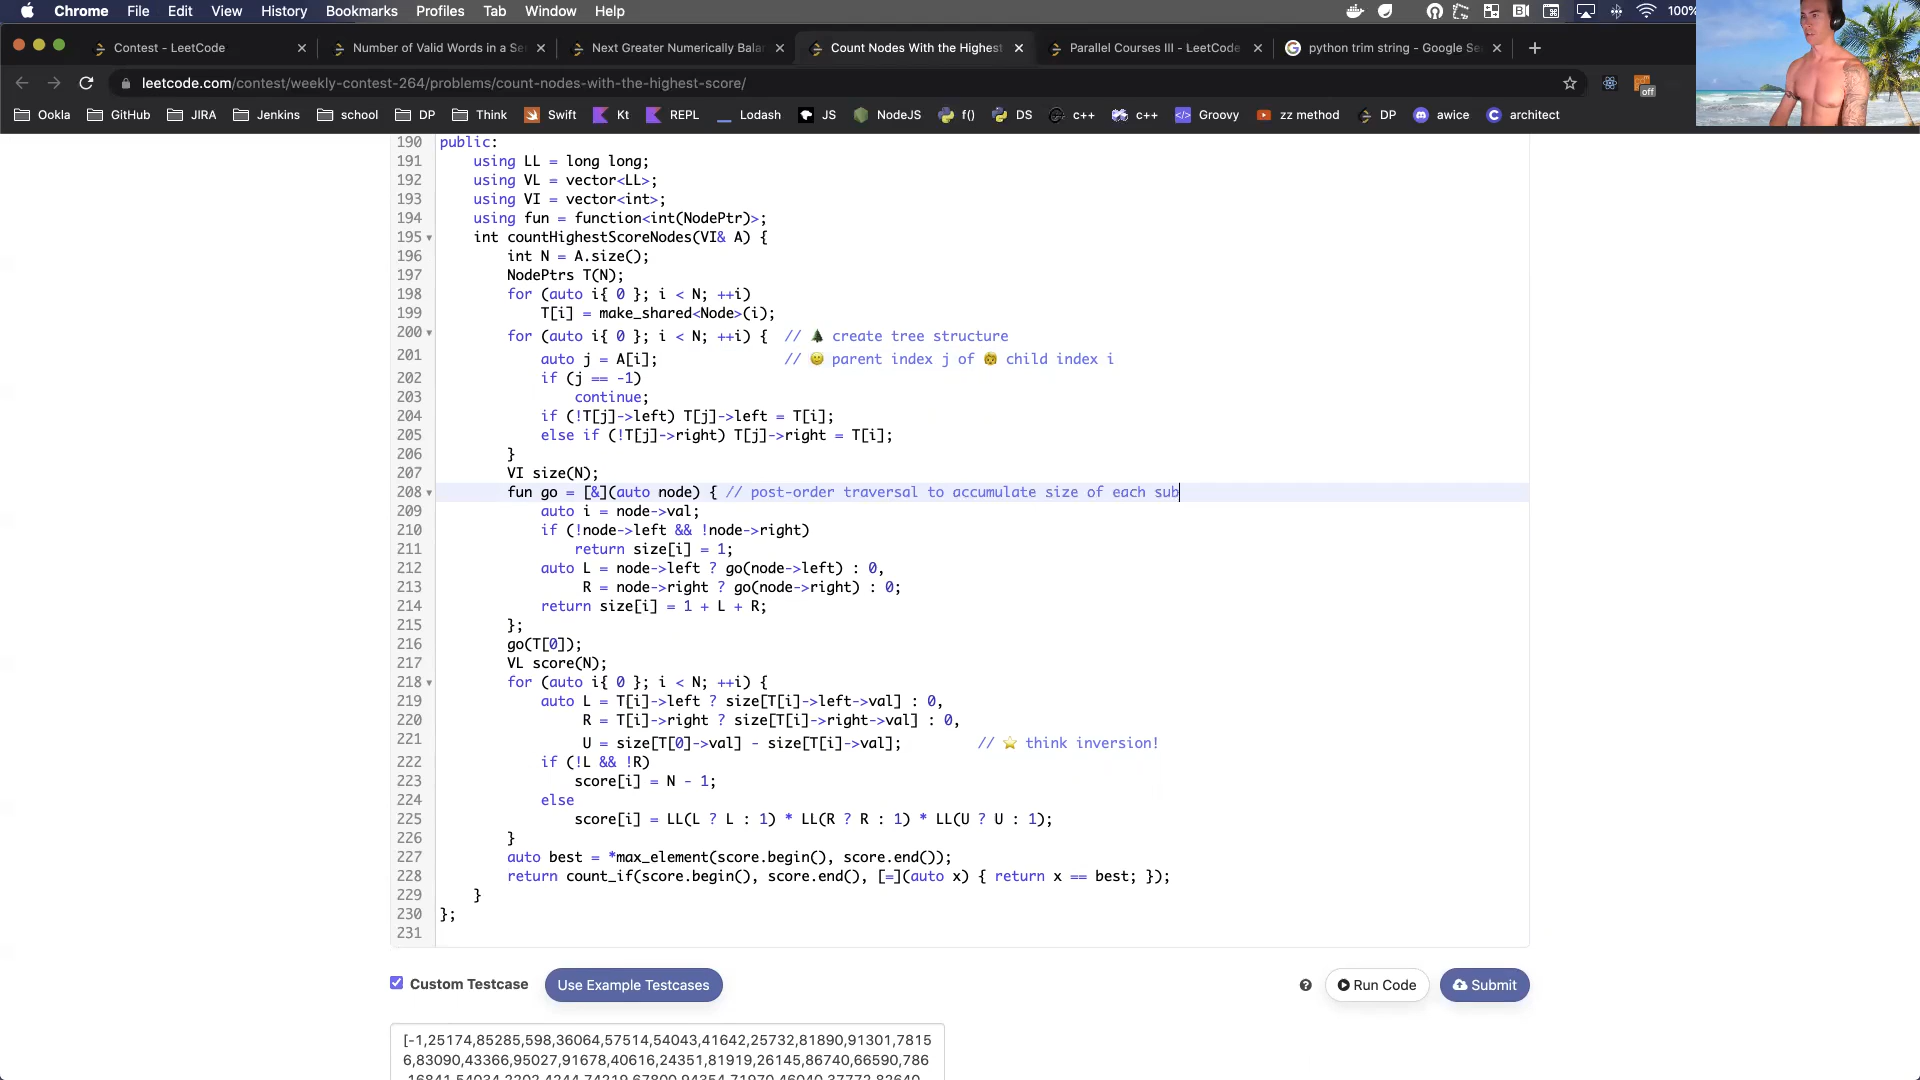 Chrome File Edit View History Bookmarks Profiles Tab Window Help 100%
Contest - LeetCode Number of Valid Words in a Se Next Greater Numerically Balar Count Nodes With the Highest Parallel Courses III - LeetCode python trim string - Google Se
leetcode.com/contest/weekly-contest-264/problems/count-nodes-with-the-highest-score/ off
Ookla GitHub JIRA Jenkins school DP Think Swift Kt REPL Lodash JS NodeJS f() DS c++ c++ Groovy zz method DP awice architect
190 public:
191 using LL = long long;
192 using VL = vector<LL>;
193 using VI = vector<int>;
194 using fun = function<int(NodePtr)>;
195 int countHighestScoreNodes(VI& A) {
196 int N = A.size();
197 NodePtrs T(N);
198 for (auto i{ 0 }; i < N; ++i)
199 T[i] = make_shared<Node>(i);
200 for (auto i{ 0 }; i < N; ++i) { // 🌲 create tree structure
201 auto j = A[i]; // 🙂 parent index j of 👶 child index i
202 if (j == -1)
203 continue;
204 if (!T[j]->left) T[j]->left = T[i];
205 else if (!T[j]->right) T[j]->right = T[i];
206 }
207 VI size(N);
208 fun go = [&](auto node) { // post-order traversal to accumulate size of each sub
209 auto i = node->val;
210 if (!node->left && !node->right)
211 return size[i] = 1;
212 auto L = node->left ? go(node->left) : 0,
213 R = node->right ? go(node->right) : 0;
214 return size[i] = 1 + L + R;
215 };
216 go(T[0]);
217 VL score(N);
218 for (auto i{ 0 }; i < N; ++i) {
219 auto L = T[i]->left ? size[T[i]->left->val] : 0,
220 R = T[i]->right ? size[T[i]->right->val] : 0,
221 U = size[T[0]->val] - size[T[i]->val]; // ⭐ think inversion!
222 if (!L && !R)
223 score[i] = N - 1;
224 else
225 score[i] = LL(L ? L : 1) * LL(R ? R : 1) * LL(U ? U : 1);
226 }
227 auto best = *max_element(score.begin(), score.end());
228 return count_if(score.begin(), score.end(), [=](auto x) { return x == best; });
229 }
230 };
231
Custom Testcase Use Example Testcases Run Code Submit
[-1,25174,85285,598,36064,57514,54043,41642,25732,81890,91301,7815
6,83090,43366,95027,91678,40616,24351,81919,26145,86740,66590,786